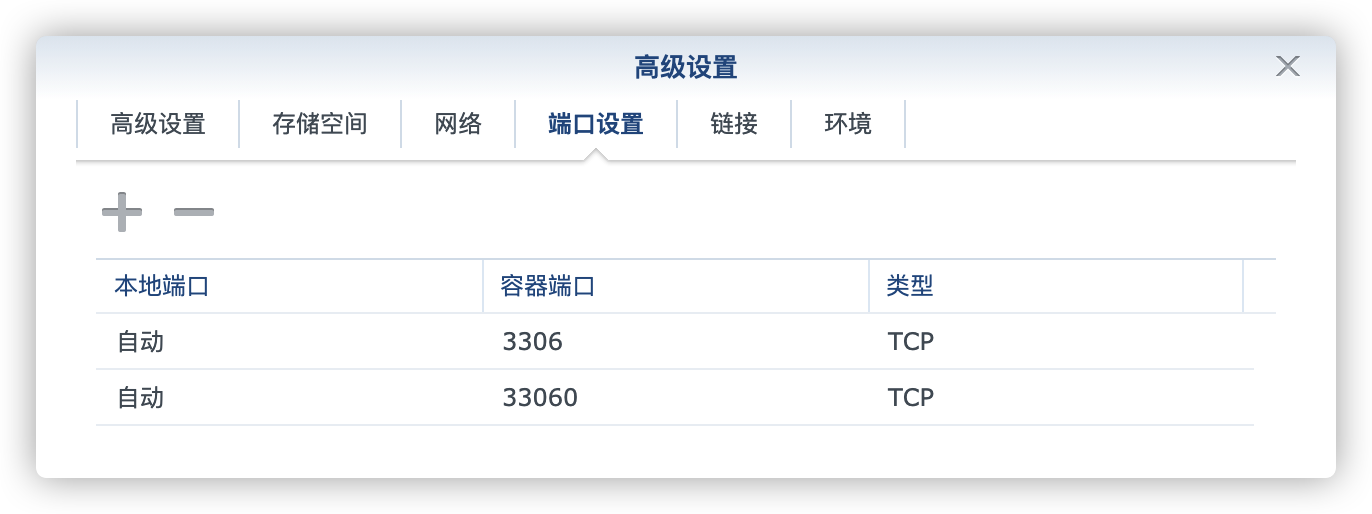 高级设置
高级设置 存储空间 网络 端口设置 链接 环境
本地端口 容器端口 类型
自动 3306 TCP
自动 33060 TCP